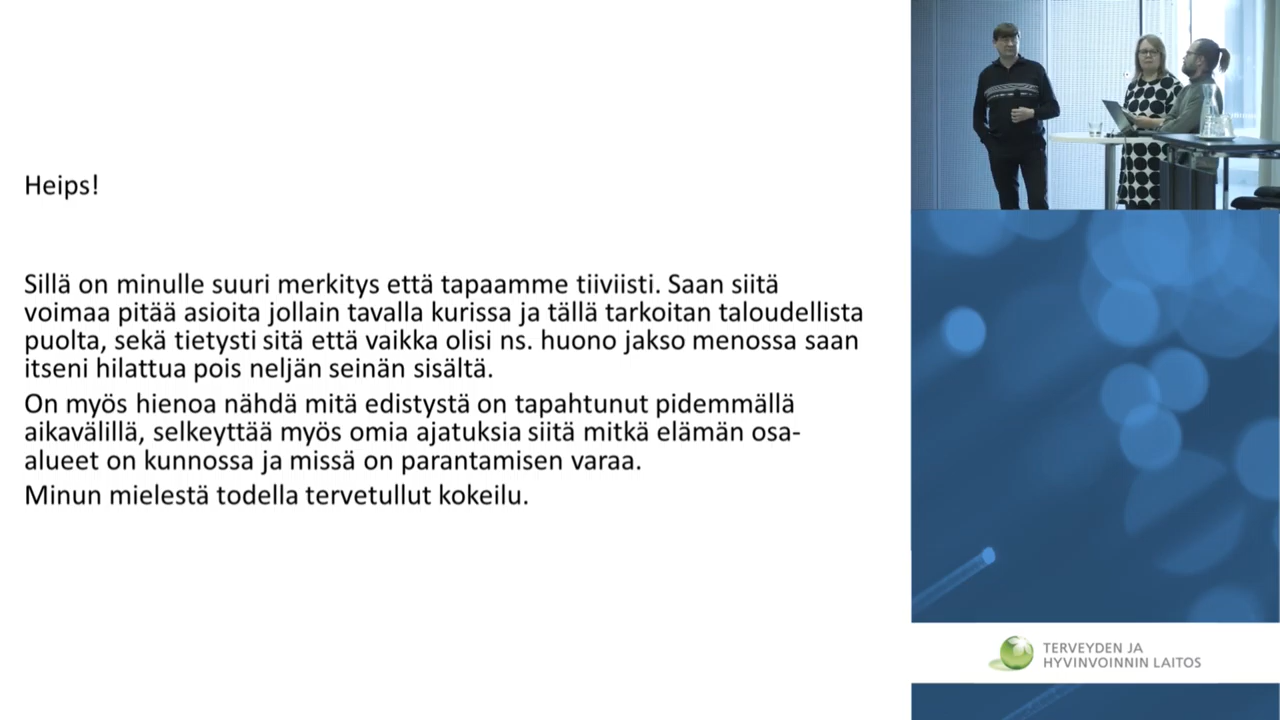 Heips!
Sillä on minulle suuri merkitys että tapaamme tiiviisti. Saan siitä
voimaa pitää asioita jollain tavalla kurissa ja tällä tarkoitan taloudellista
puolta, sekä tietysti sitä että vaikka olisi ns. huono jakso menossa saan
itseni hilattua pois neljän seinän sisältä.
On myös hienoa nähdä mitä edistystä on tapahtunut pidemmällä
aikavälillä, selkeyttää myös omia ajatuksia siitä mitkä elämän osa-
alueet on kunnossa ja missä on parantamisen varaa.
Minun mielestä todella tervetullut kokeilu.
TERVEYDEN JA
HYVINVOINNIN LAITOS